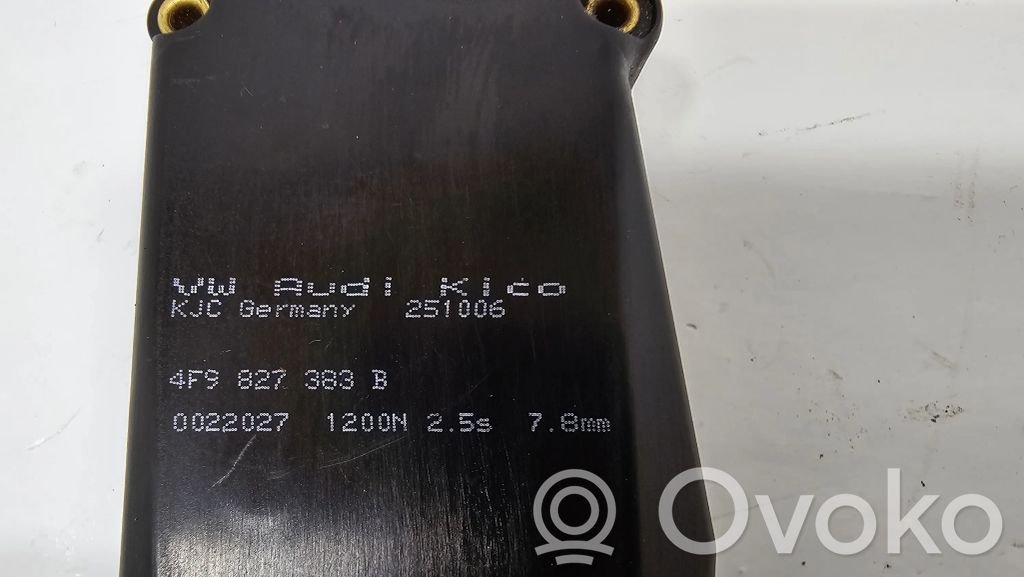 VW Audi Kico
KJC Germany 251006
4F9 827 383 B
0022027 1200N 2.5s 7.8mm
Ovoko